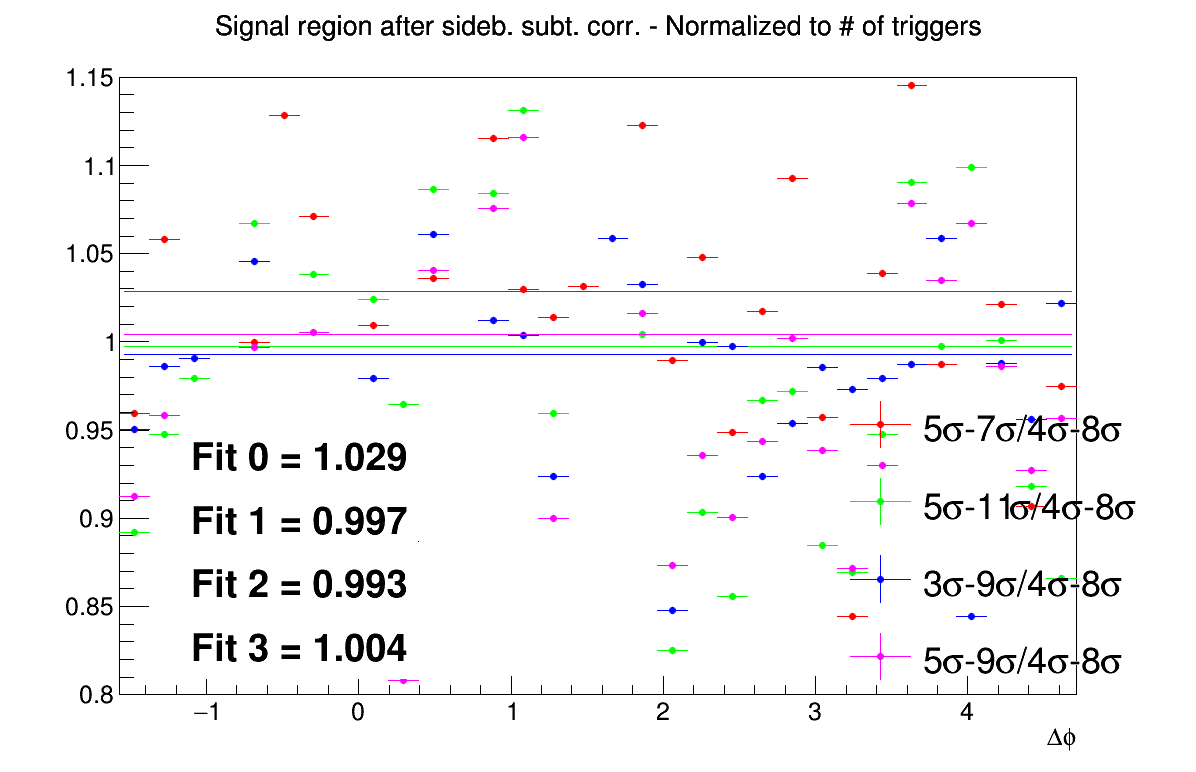 Signal region after sideb. subt. corr. - Normalized to # of triggers
1.15
1.1
1.05
1
0.95
0.9
0.85
0.8
Fit 0 = 1.029
Fit 1 = 0.997
Fit 2 = 0.993
Fit 3 = 1.004
5σ-7σ/4σ-8σ
5σ-11σ/4σ-8σ
3σ-9σ/4σ-8σ
5σ-9σ/4σ-8σ
−1 0 1 2 3 4
Δϕ